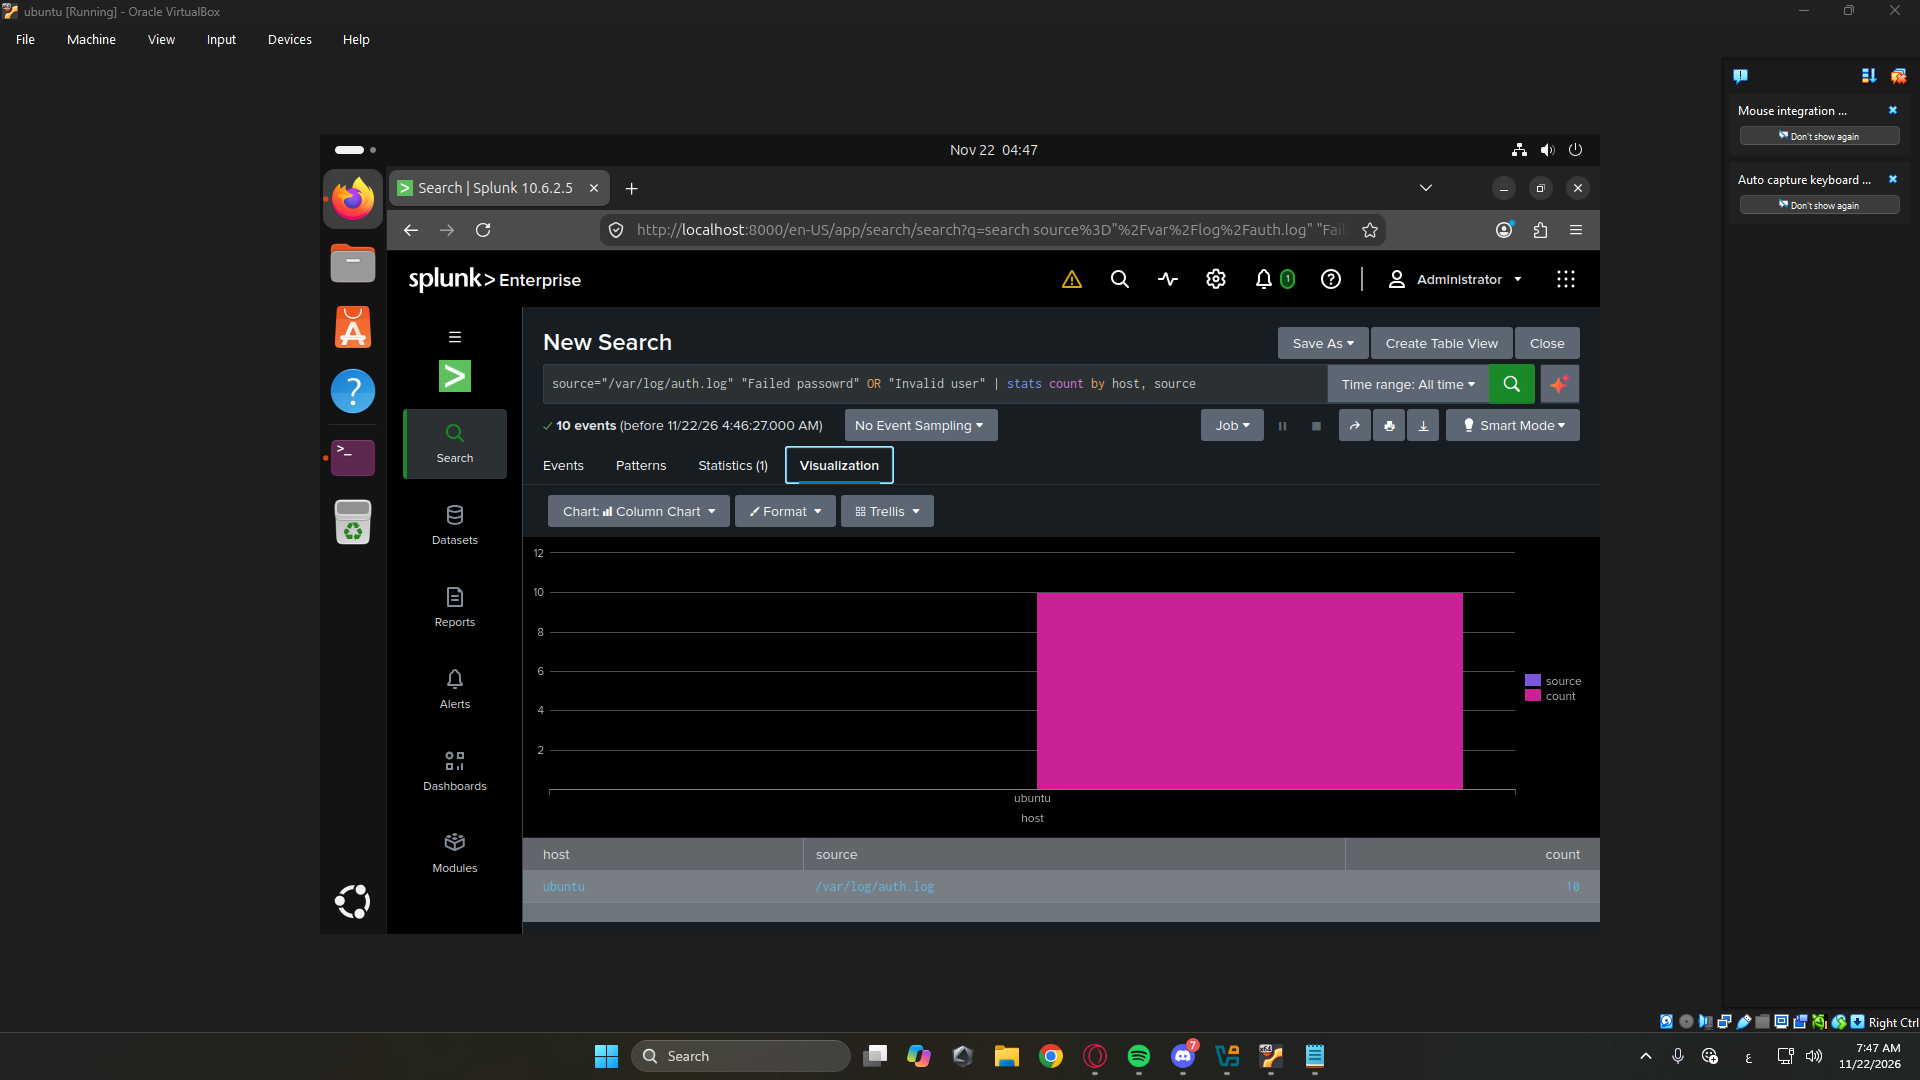 ubuntu [Running] - Oracle VirtualBox
File Machine View Input Devices Help
Mouse integration ...
Don't show again
Auto capture keyboard ...
Don't show again
Nov 22 04:47
Search | Splunk 10.6.2.5
http://localhost:8000/en-US/app/search/search?q=search source%3D"%2Fvar%2Flog%2Fauth.log" "Fail
splunk> Enterprise
1
Administrator
New Search
Save As
Create Table View
Close
source="/var/log/auth.log" "Failed passowrd" OR "Invalid user" | stats count by host, source
Time range: All time
10 events (before 11/22/26 4:46:27.000 AM)
No Event Sampling
Job
Smart Mode
Events Patterns Statistics (1) Visualization
Chart: Column Chart
Format
Trellis
Search
Datasets
Reports
Alerts
Dashboards
Modules
12
10
8
6
4
2
ubuntu
host
source
count
host source count
ubuntu /var/log/auth.log 10
Right Ctrl
Search
7
x64
ع
7:47 AM
11/22/2026